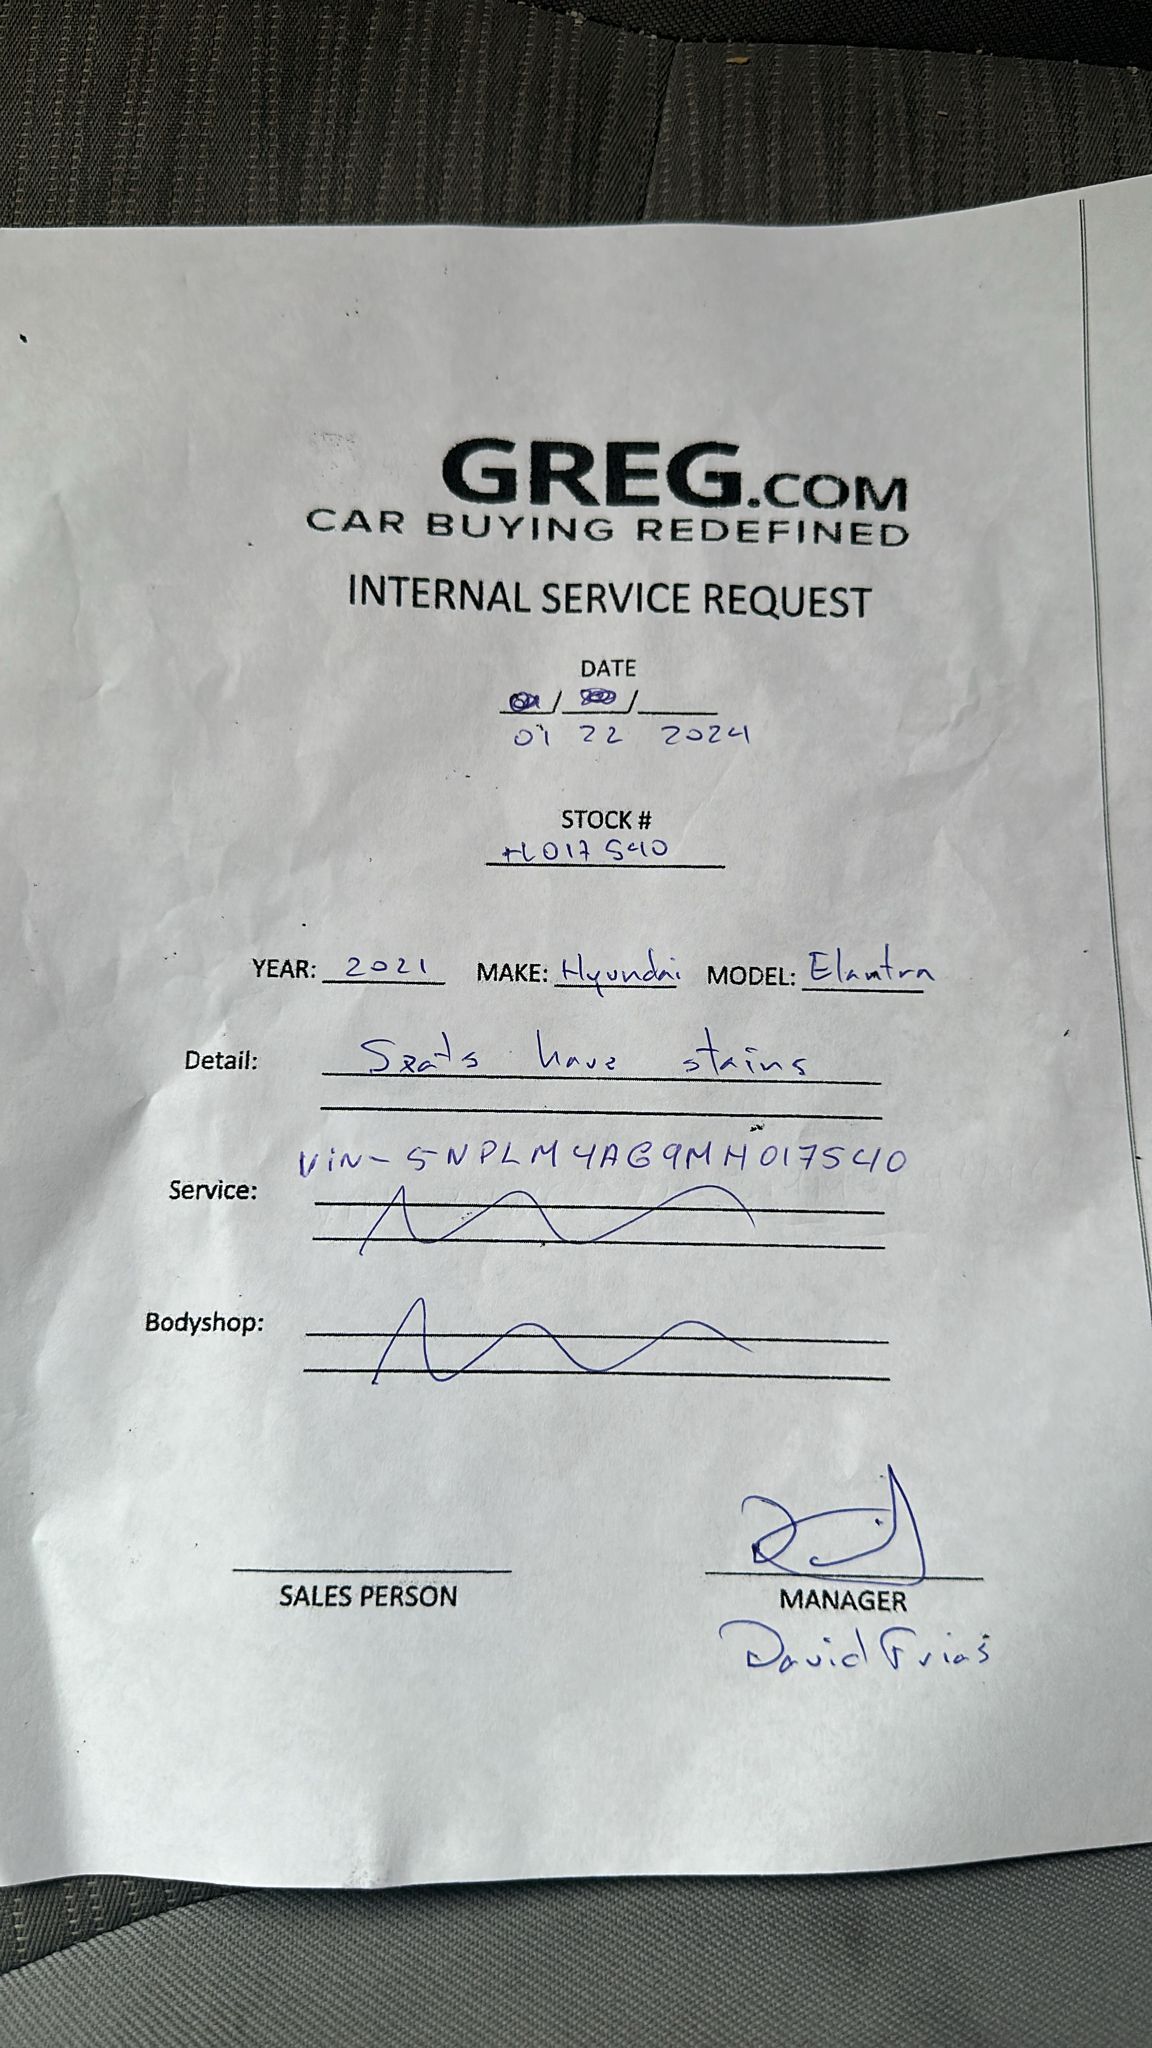 GREG.COM
CAR BUYING REDEFINED
INTERNAL SERVICE REQUEST
DATE
/ /
01 22 2024
STOCK #
HL017540
YEAR: 2021 MAKE: Hyundai MODEL: Elantra
Detail: Seats have stains
ViN- 5NPLM4AG9MH017540
Service:
Bodyshop:
SALES PERSON MANAGER
David Frias